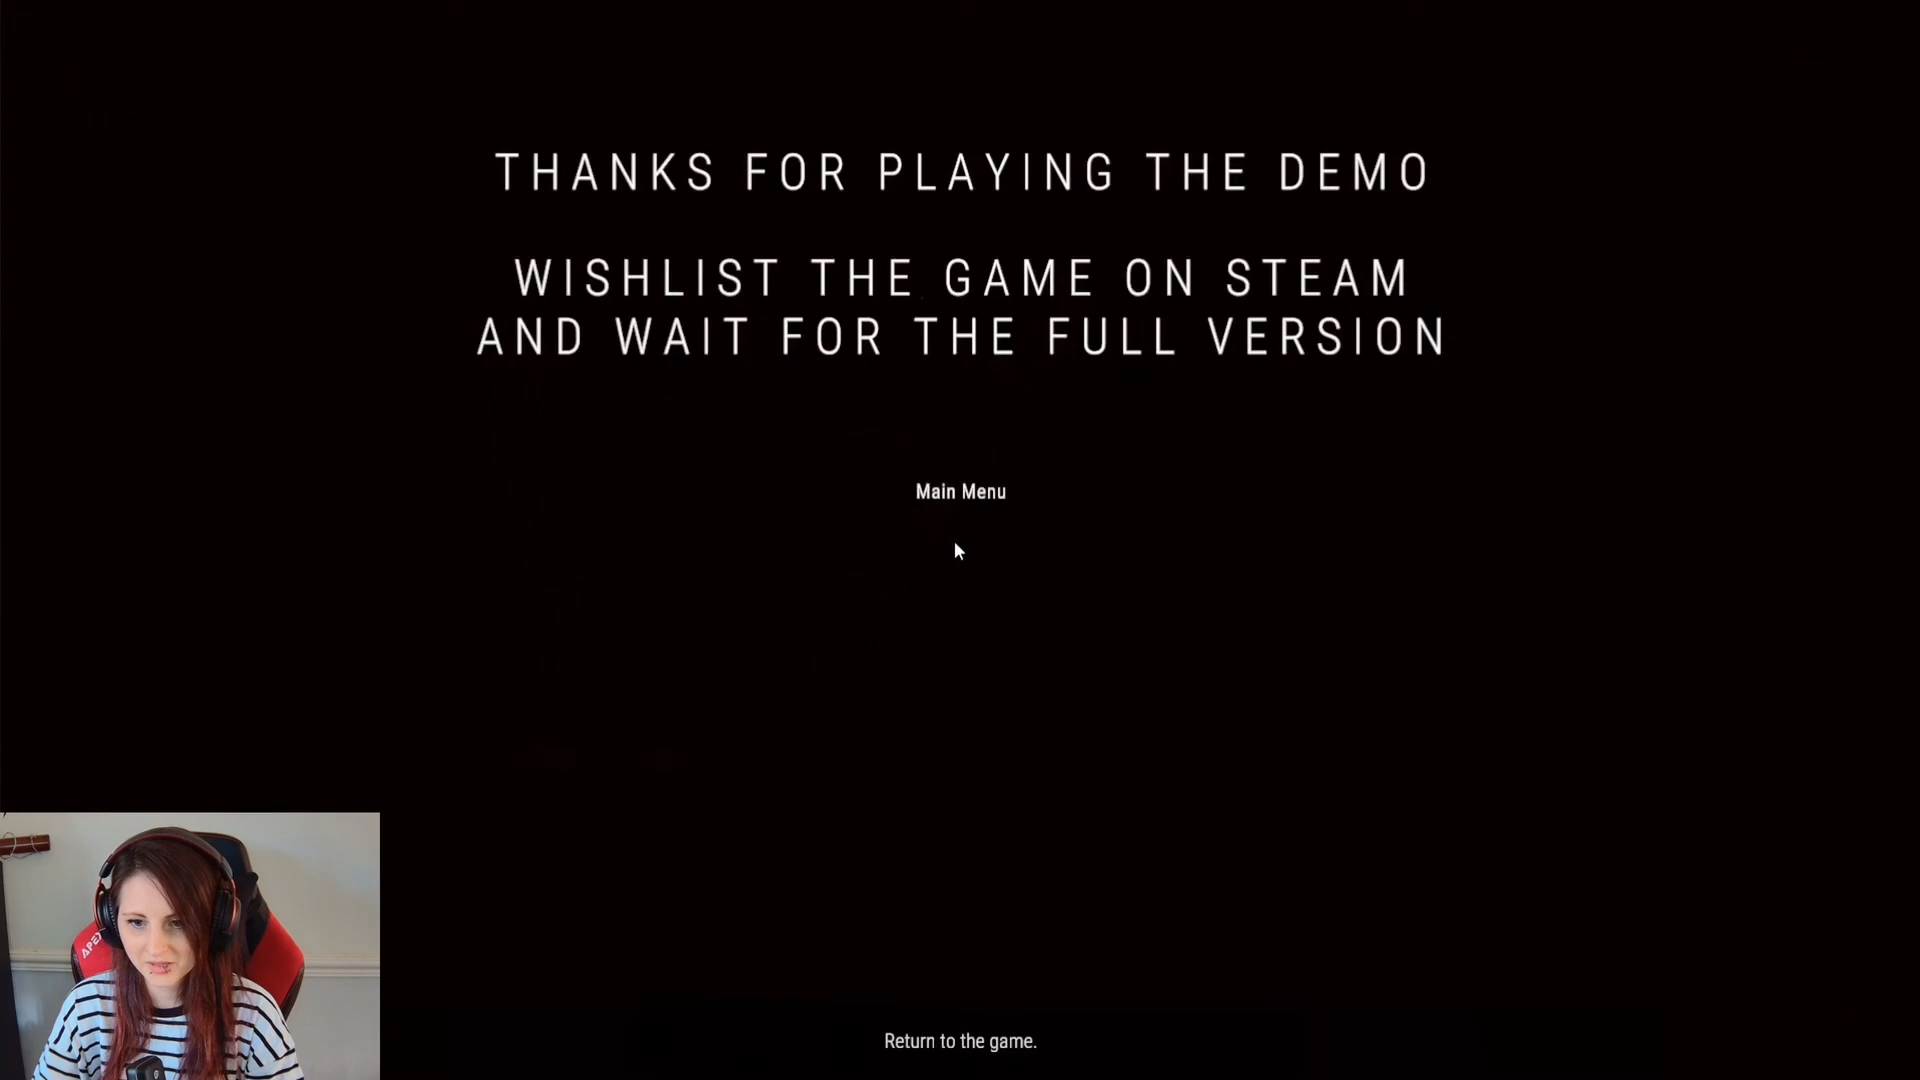 THANKS FOR PLAYING THE DEMO
WISHLIST THE GAME ON STEAM
AND WAIT FOR THE FULL VERSION
Main Menu
APEX
Return to the game.